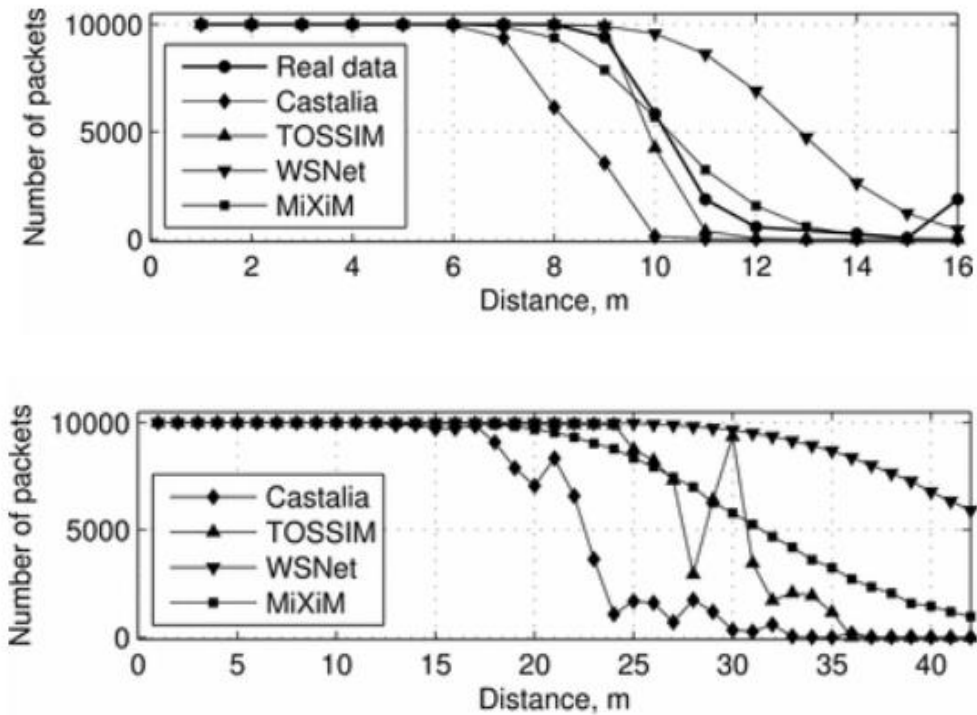 Number of packets
10000
5000
0
Real data
Castalia
TOSSIM
WSNet
MiXiM
0 2 4 6 8 10 12 14 16
Distance, m
Number of packets
10000
5000
0
Castalia
TOSSIM
WSNet
MiXiM
0 5 10 15 20 25 30 35 40
Distance, m